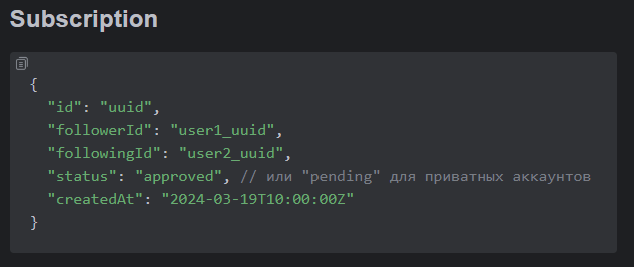 Subscription
{
"id": "uuid",
"followerId": "user1_uuid",
"followingId": "user2_uuid",
"status": "approved", // или "pending" для приватных аккаунтов
"createdAt": "2024-03-19T10:00:00Z"
}